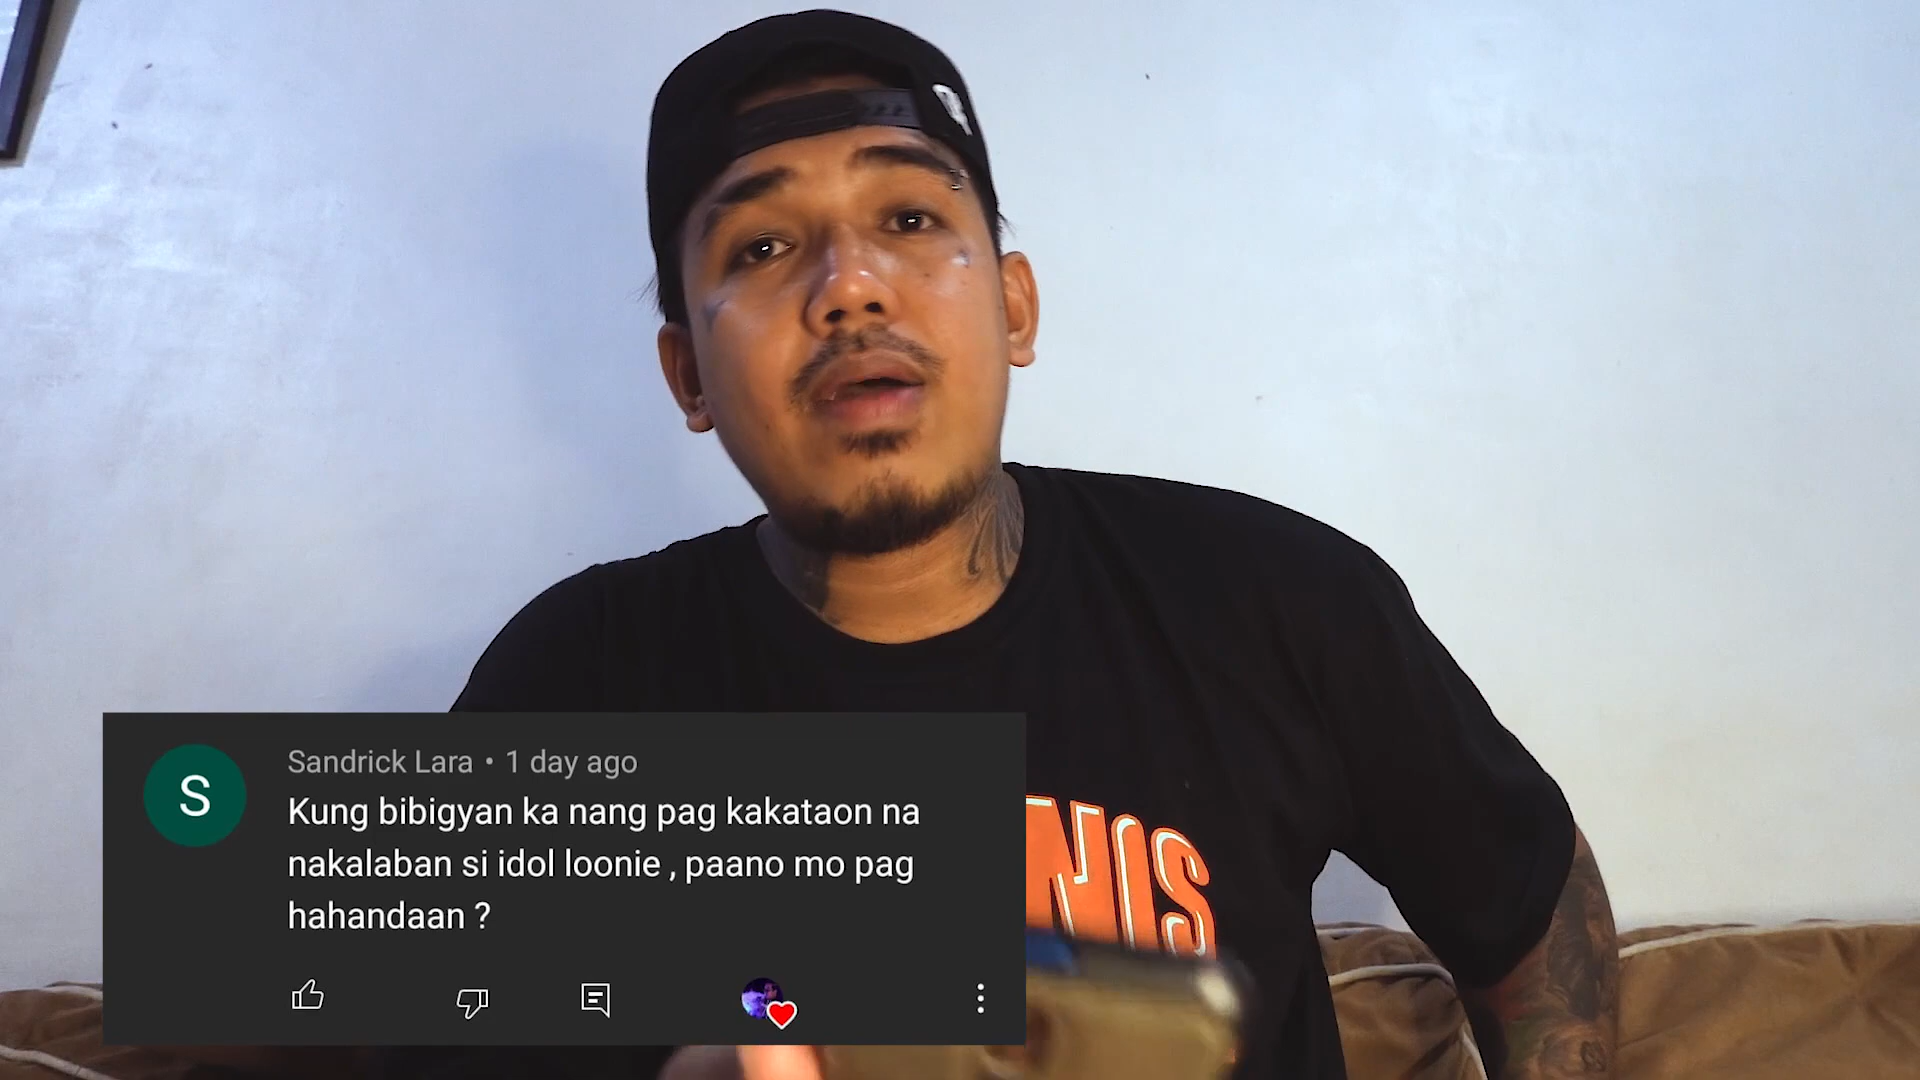 Sandrick Lara • 1 day ago
S
Kung bibigyan ka nang pag kakataon na
nakalaban si idol loonie , paano mo pag
hahandaan ?
NIS